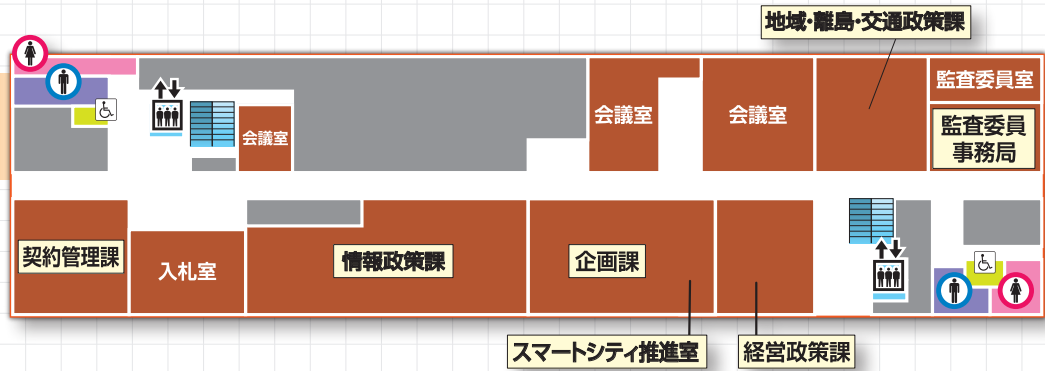 地域・離島・交通政策課
監査委員室
会議室
会議室
会議室
監査委員
事務局
契約管理課
入札室
情報政策課
企画課
スマートシティ推進室
経営政策課